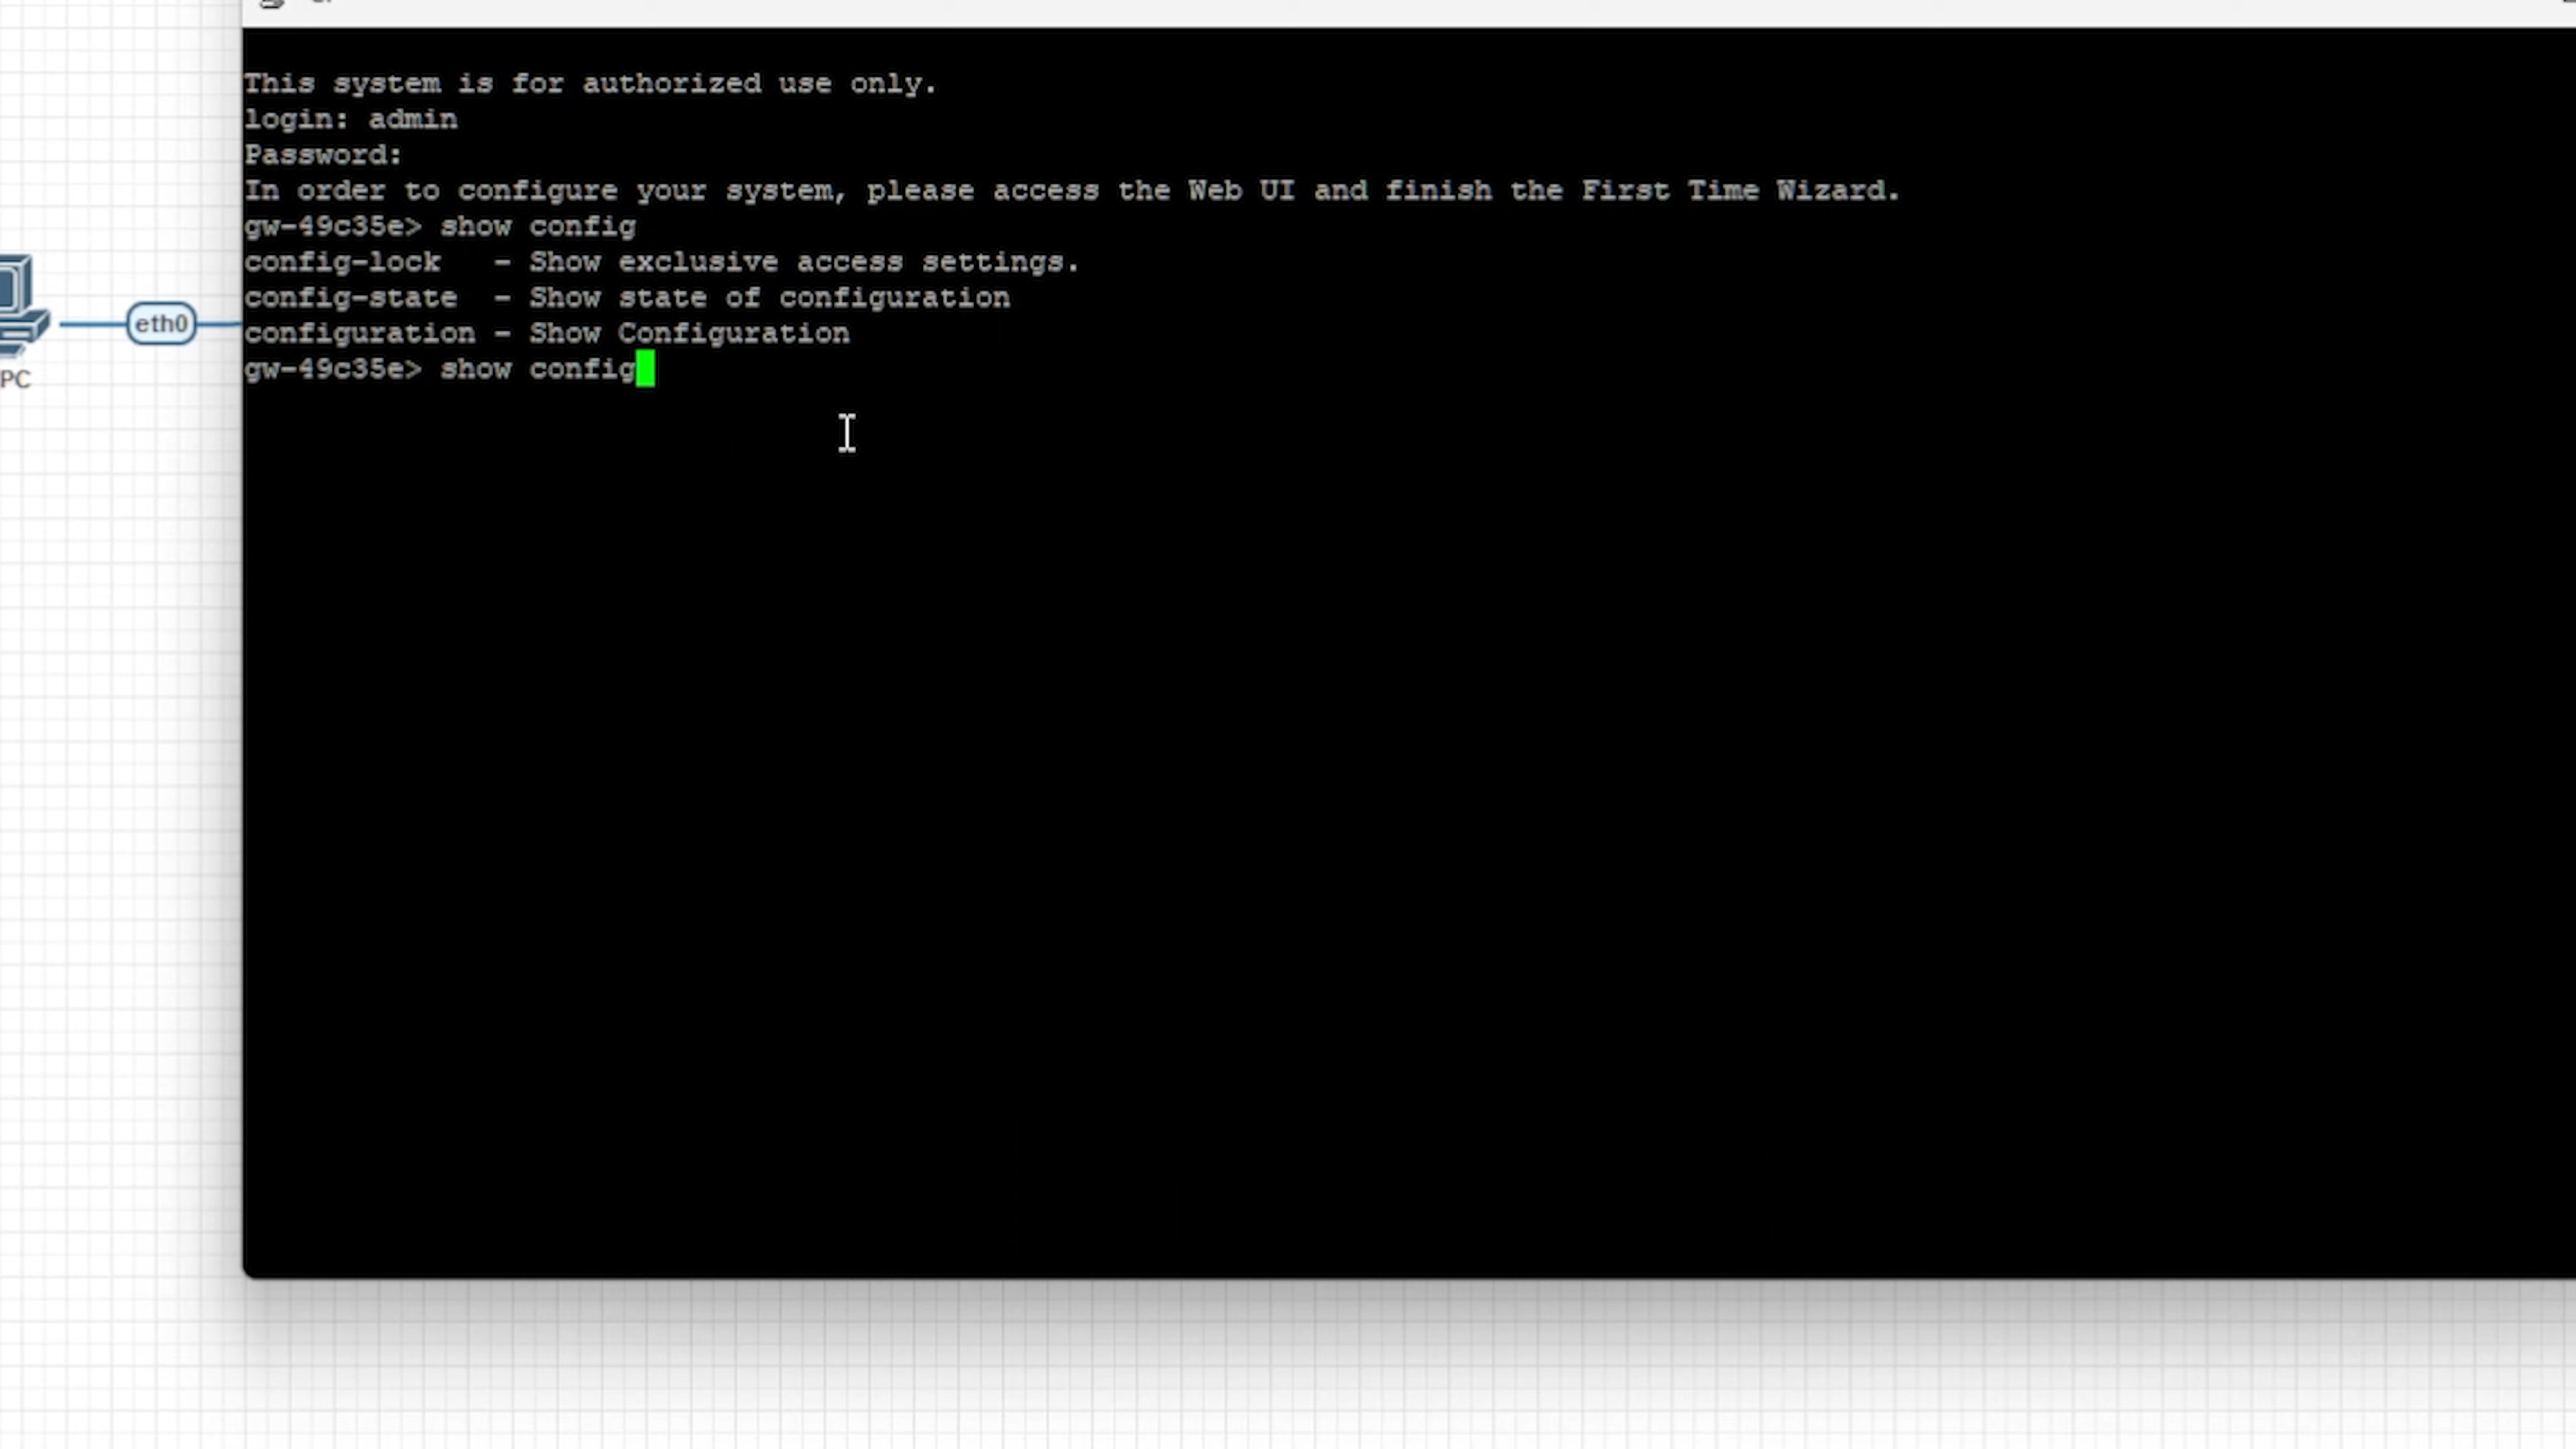 This system is for authorized use only.
login: admin
Password:
In order to configure your system, please access the Web UI and finish the First Time Wizard.
gw-49c35e> show config
config-lock   - Show exclusive access settings.
config-state  - Show state of configuration
configuration - Show Configuration
gw-49c35e> show config
eth0
PC